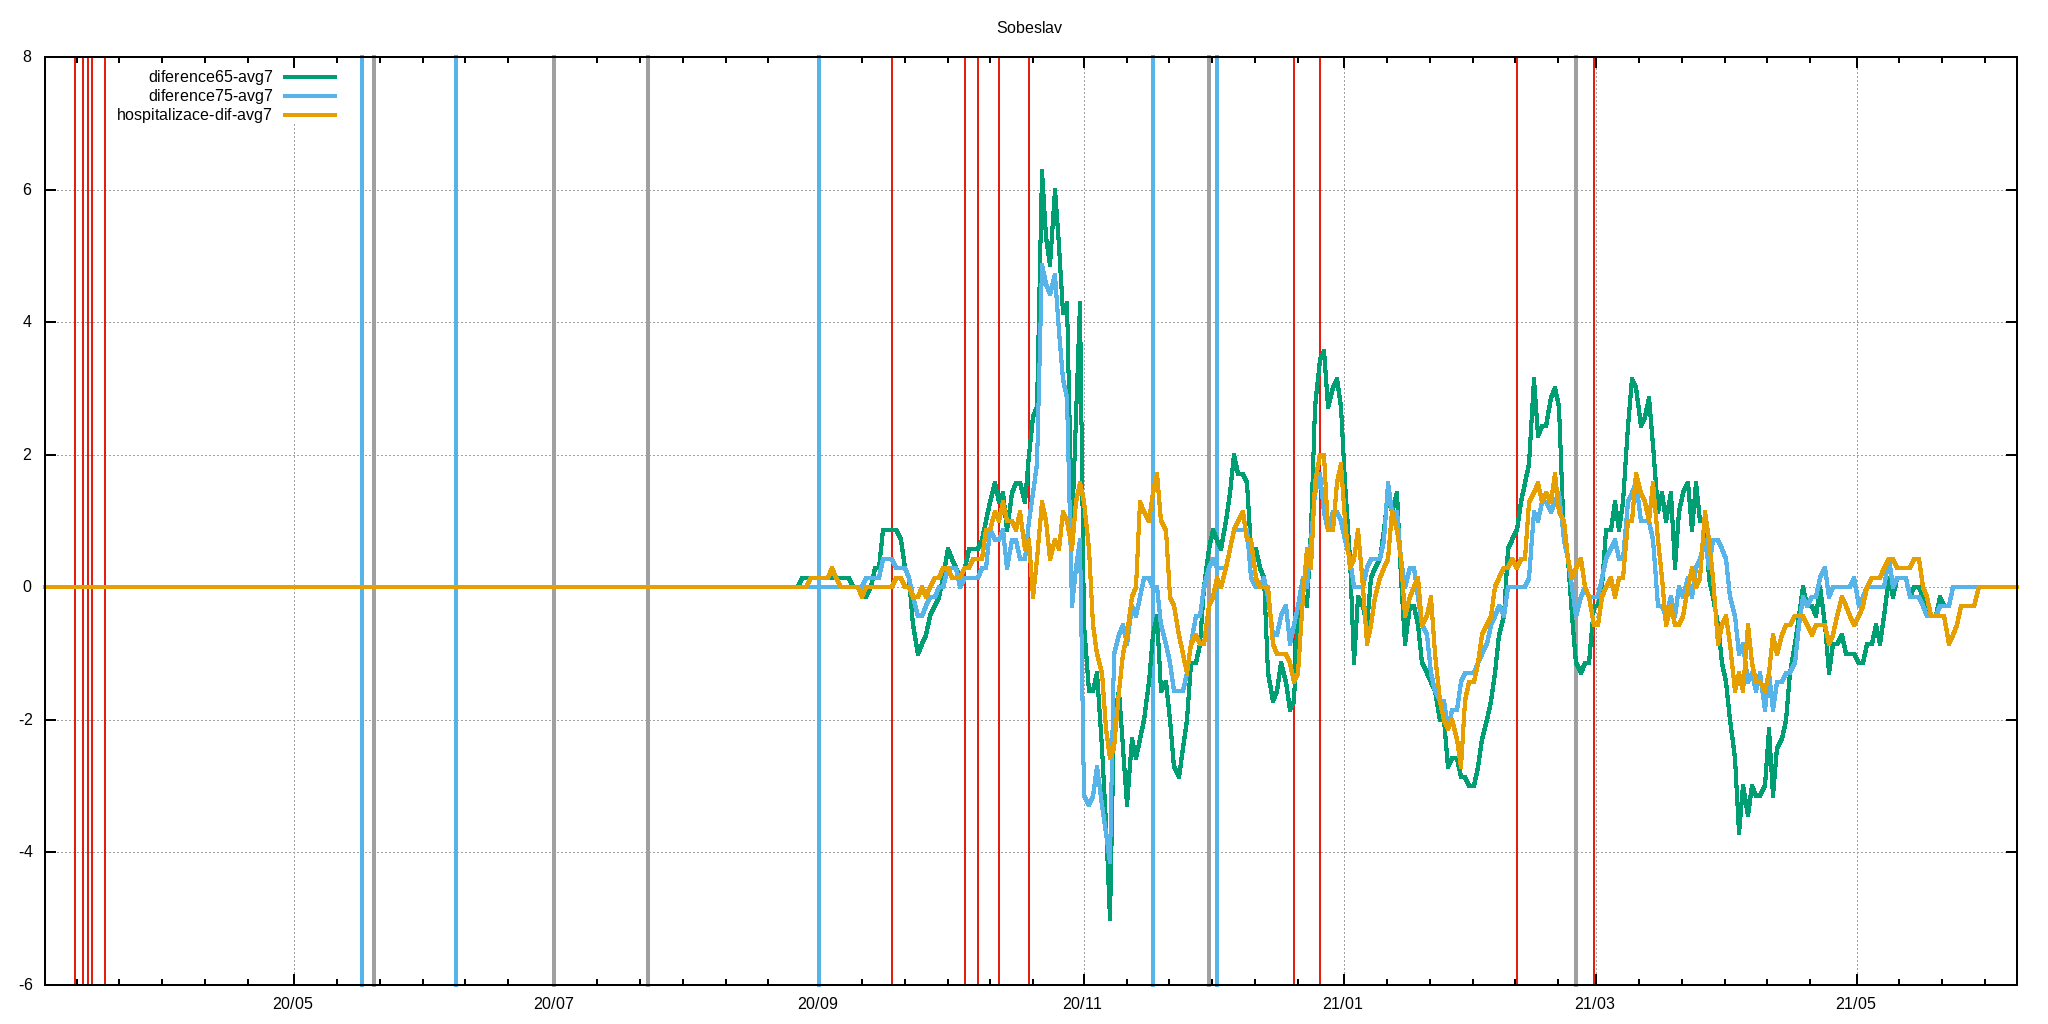 Sobeslav
diference65-avg7
diference75-avg7
hospitalizace-dif-avg7
8
6
4
2
0
-2
-4
-6
20/05 20/07 20/09 20/11 21/01 21/03 21/05